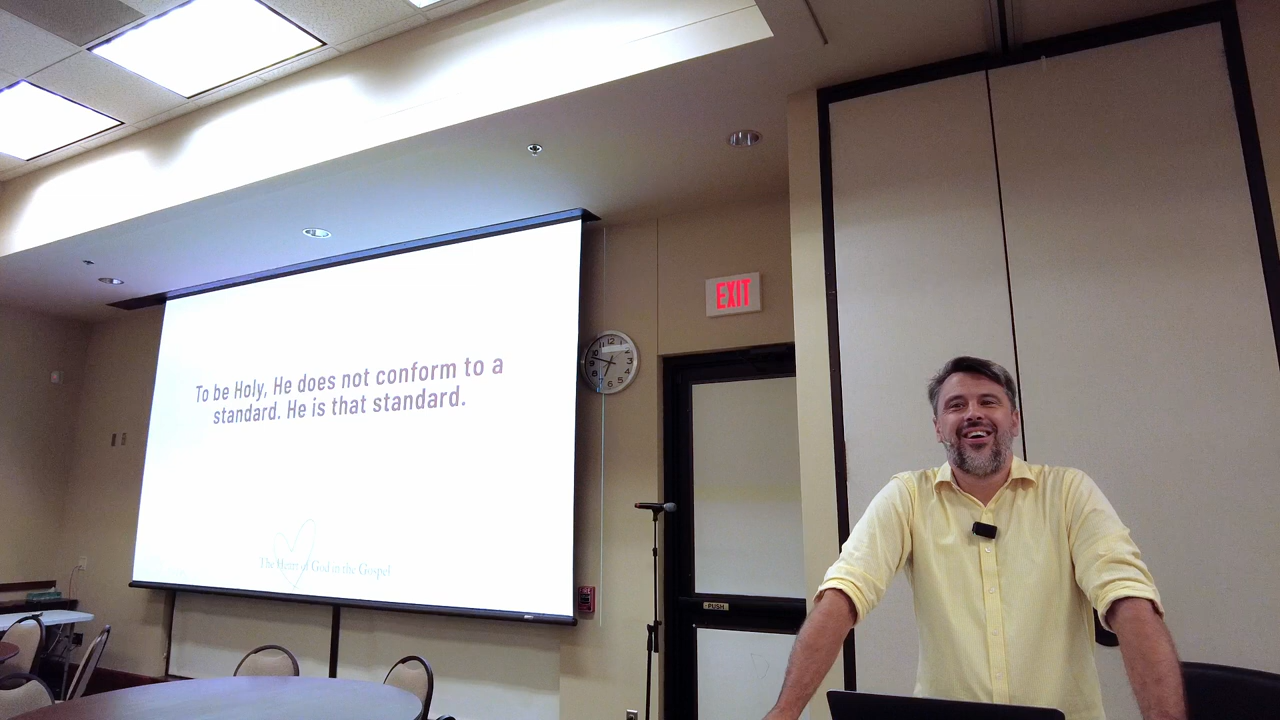 To be Holy, He does not conform to a
standard. He is that standard.
The Heart of God in the Gospel
EXIT
PUSH